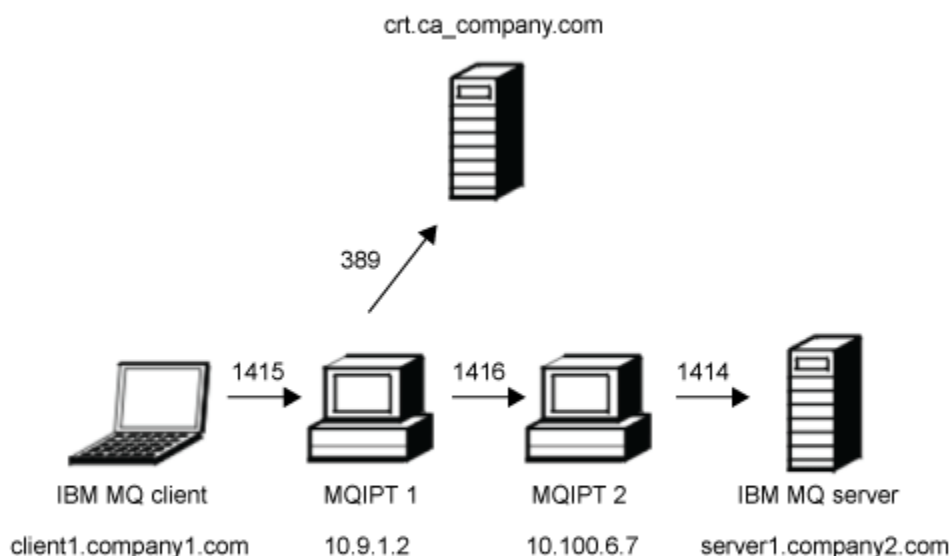 crt.ca_company.com
389
1415
1416
1414
IBM MQ client
MQIPT 1
MQIPT 2
IBM MQ server
client1.company1.com
10.9.1.2
10.100.6.7
server1.company2.com